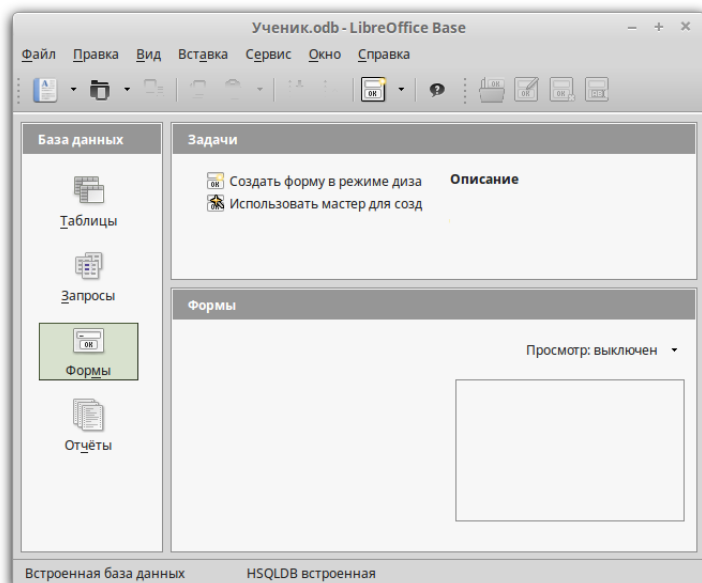 Ученик.odb - LibreOffice Base
Файл Правка Вид Вставка Сервис Окно Справка
База данных
Таблицы
Запросы
Формы
Отчёты
Задачи
Создать форму в режиме диза
Использовать мастер для созд
Описание
Формы
Просмотр: выключен
Встроенная база данных HSQLDB встроенная